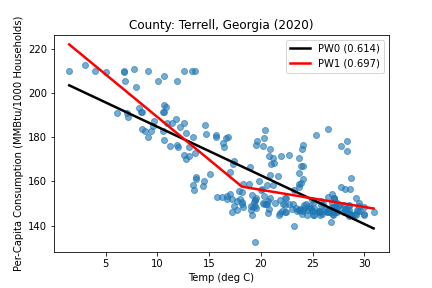 County: Terrell, Georgia (2020)
PW0 (0.614)
PW1 (0.697)
Per-Capita Consumption (MMBtu/1000 Households)
220
200
180
160
140
5 10 15 20 25 30
Temp (deg C)